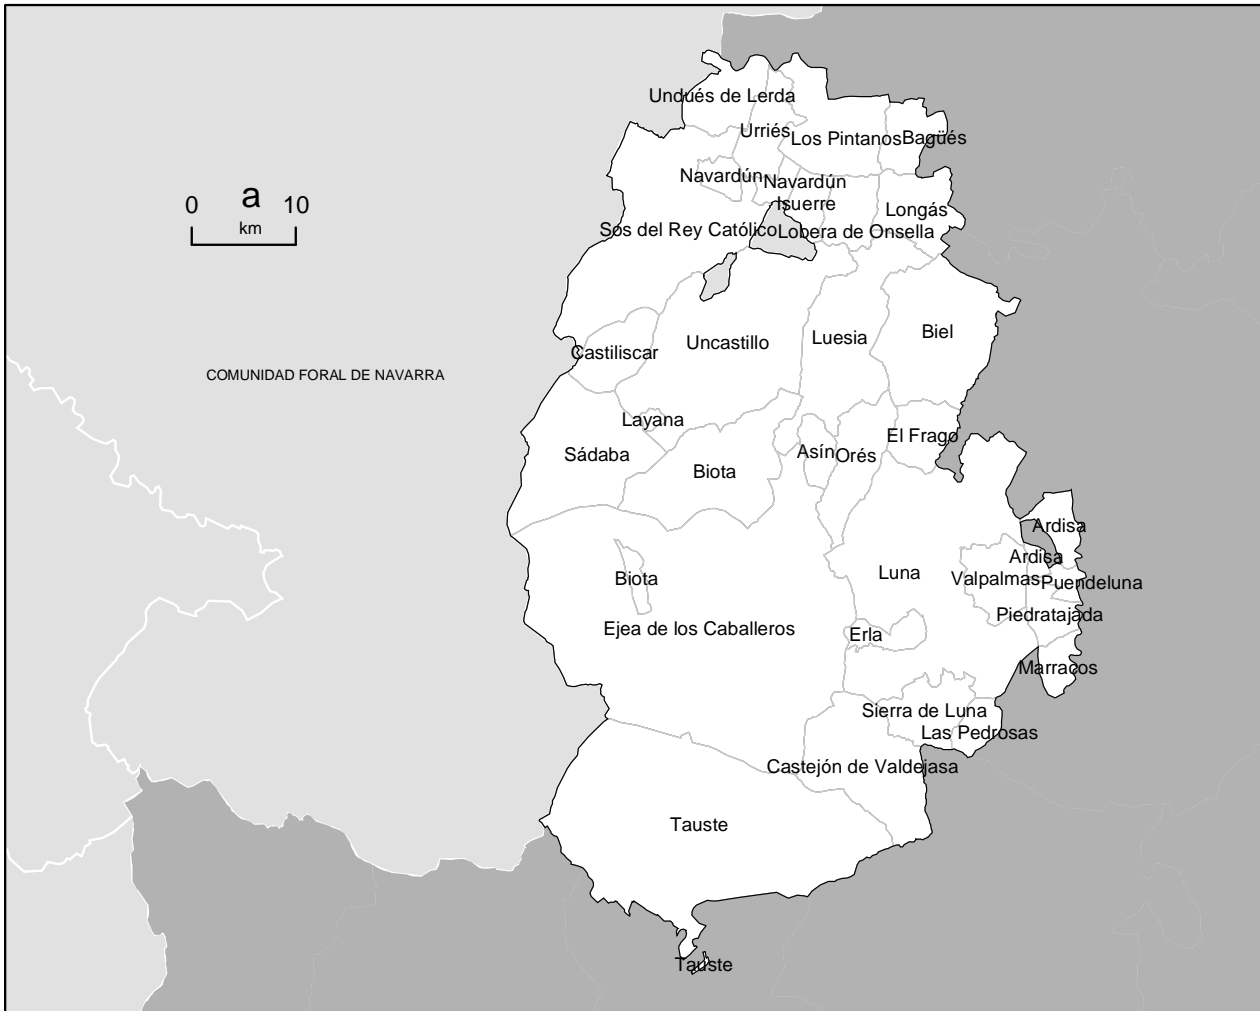 Undués de Lerda
Urriés
Los Pintanos
Bagüés
Navardún
Navardún
Isuerre
Longás
a
0 10
km
Sos del Rey Católico
Lobera de Onsella
Uncastillo
Luesia
Biel
Castiliscar
COMUNIDAD FORAL DE NAVARRA
Layana
El Frago
Sádaba
Asín
Orés
Biota
Ardisa
Ardisa
Luna
Valpalmas
Puendeluna
Biota
Piedratajada
Ejea de los Caballeros
Erla
Marracos
Sierra de Luna
Las Pedrosas
Castejón de Valdejasa
Tauste
Tauste